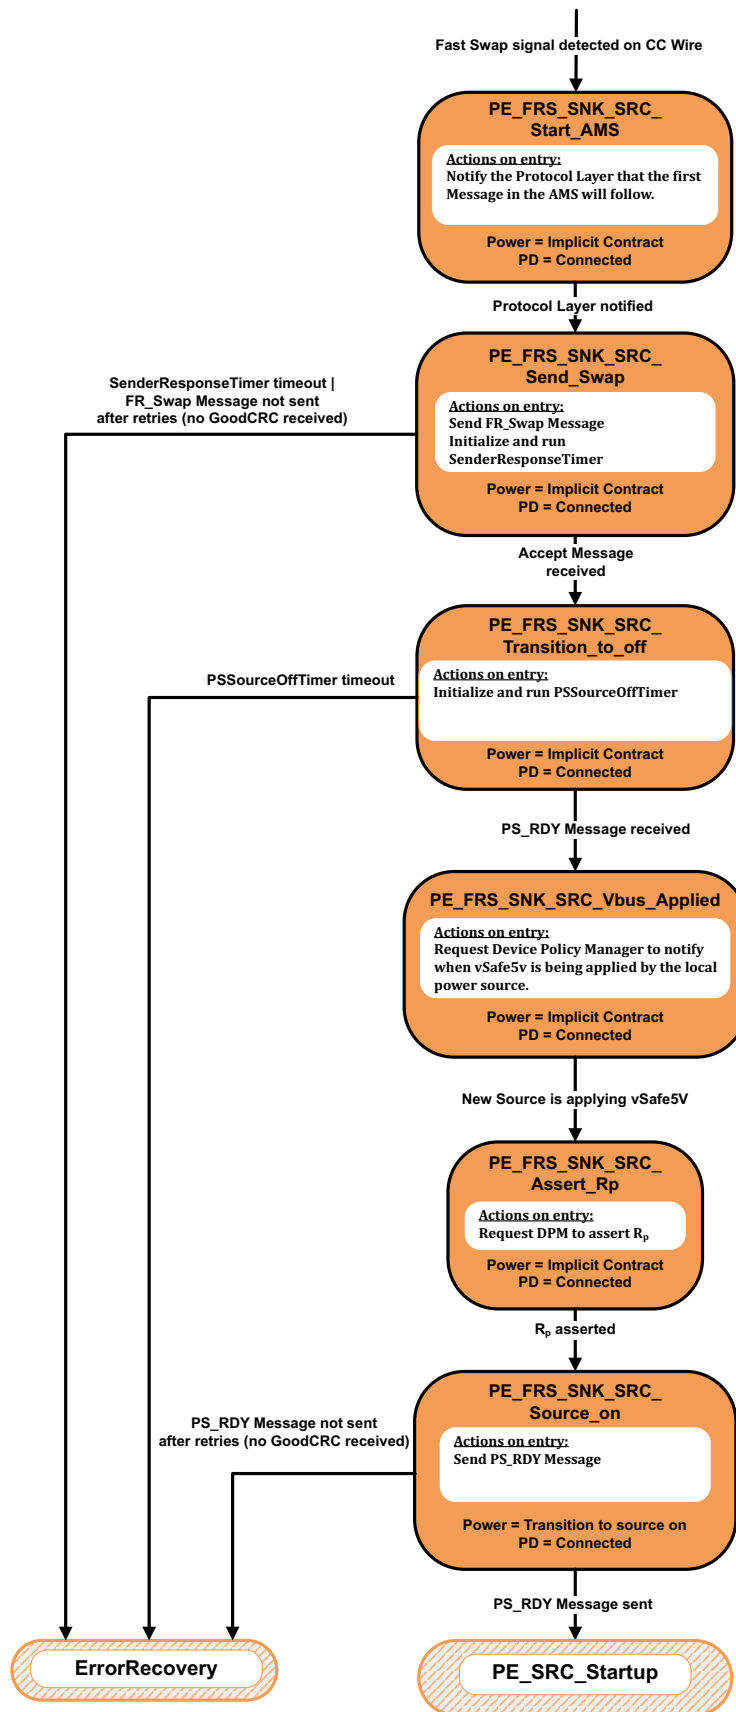 Fast Swap signal detected on CC Wire
PE_FRS_SNK_SRC_
Start_AMS
Actions on entry:
Notify the Protocol Layer that the first
Message in the AMS will follow.
Power = Implicit Contract
PD = Connected
Protocol Layer notified
PE_FRS_SNK_SRC_
Send_Swap
Actions on entry:
Send FR_Swap Message
Initialize and run
SenderResponseTimer
Power = Implicit Contract
PD = Connected
SenderResponseTimer timeout |
FR_Swap Message not sent
after retries (no GoodCRC received)
Accept Message
received
PE_FRS_SNK_SRC_
Transition_to_off
Actions on entry:
Initialize and run PSSourceOffTimer
Power = Implicit Contract
PD = Connected
PSSourceOffTimer timeout
PS_RDY Message received
PE_FRS_SNK_SRC_Vbus_Applied
Actions on entry:
Request Device Policy Manager to notify
when vSafe5v is being applied by the local
power source.
Power = Implicit Contract
PD = Connected
New Source is applying vSafe5V
PE_FRS_SNK_SRC_
Assert_Rp
Actions on entry:
Request DPM to assert Rp
Power = Implicit Contract
PD = Connected
Rp asserted
PE_FRS_SNK_SRC_
Source_on
Actions on entry:
Send PS_RDY Message
Power = Transition to source on
PD = Connected
PS_RDY Message not sent
after retries (no GoodCRC received)
PS_RDY Message sent
ErrorRecovery
PE_SRC_Startup